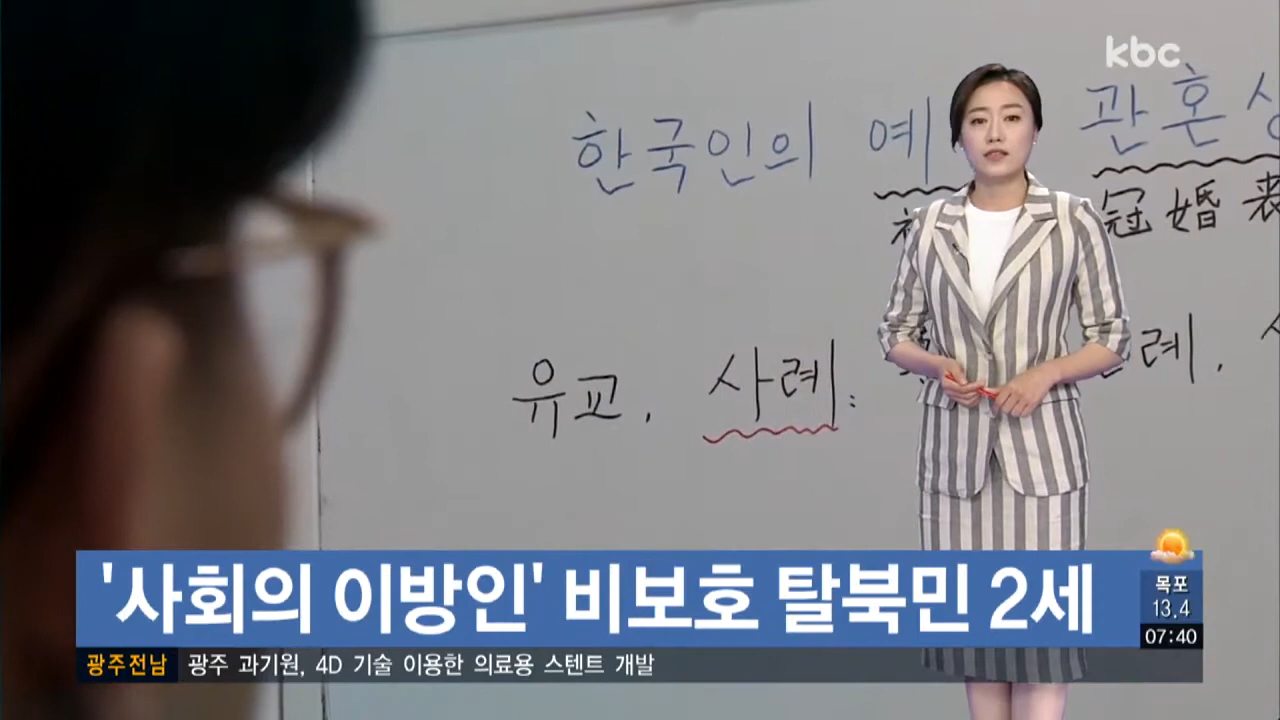 kbc
한국인의 예 관혼
冠婚
유교, 사례:
'사회의 이방인' 비보호 탈북민 2세
목포
13.4
07:40
광주전남 광주 과기원, 4D 기술 이용한 의료용 스텐트 개발